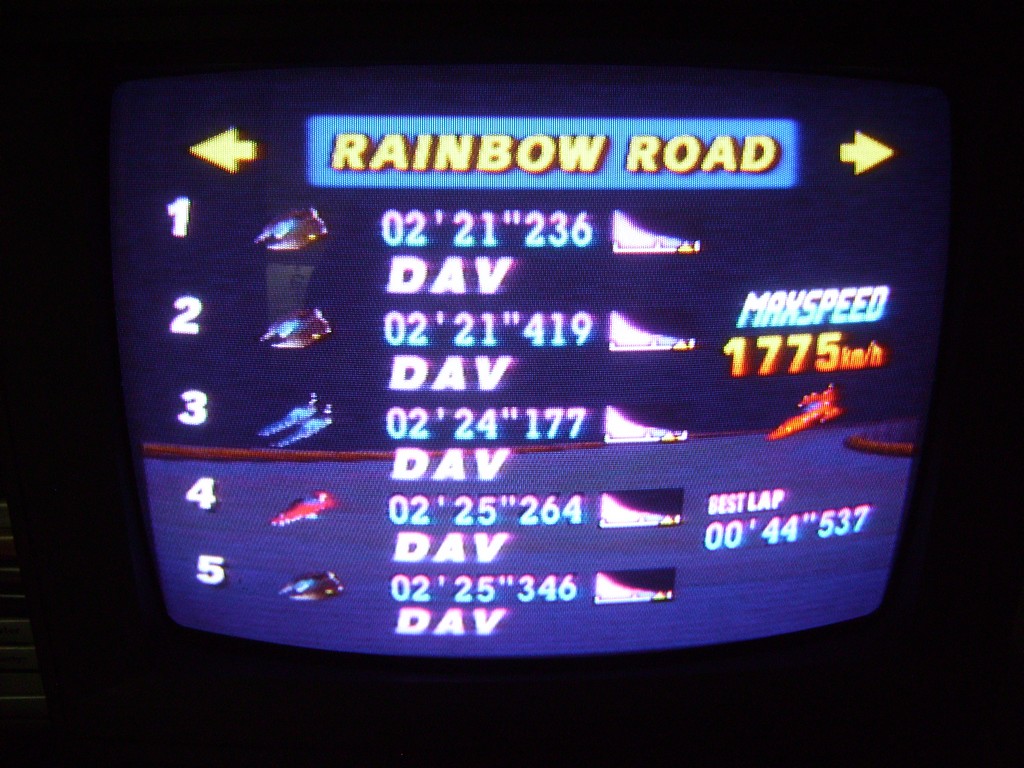 RAINBOW ROAD
1 02'21"236
DAV
2 02'21"419
DAV
MAXSPEED
1775km/h
3 02'24"177
DAV
4 02'25"264
DAV
BEST LAP
00'44"537
5 02'25"346
DAV